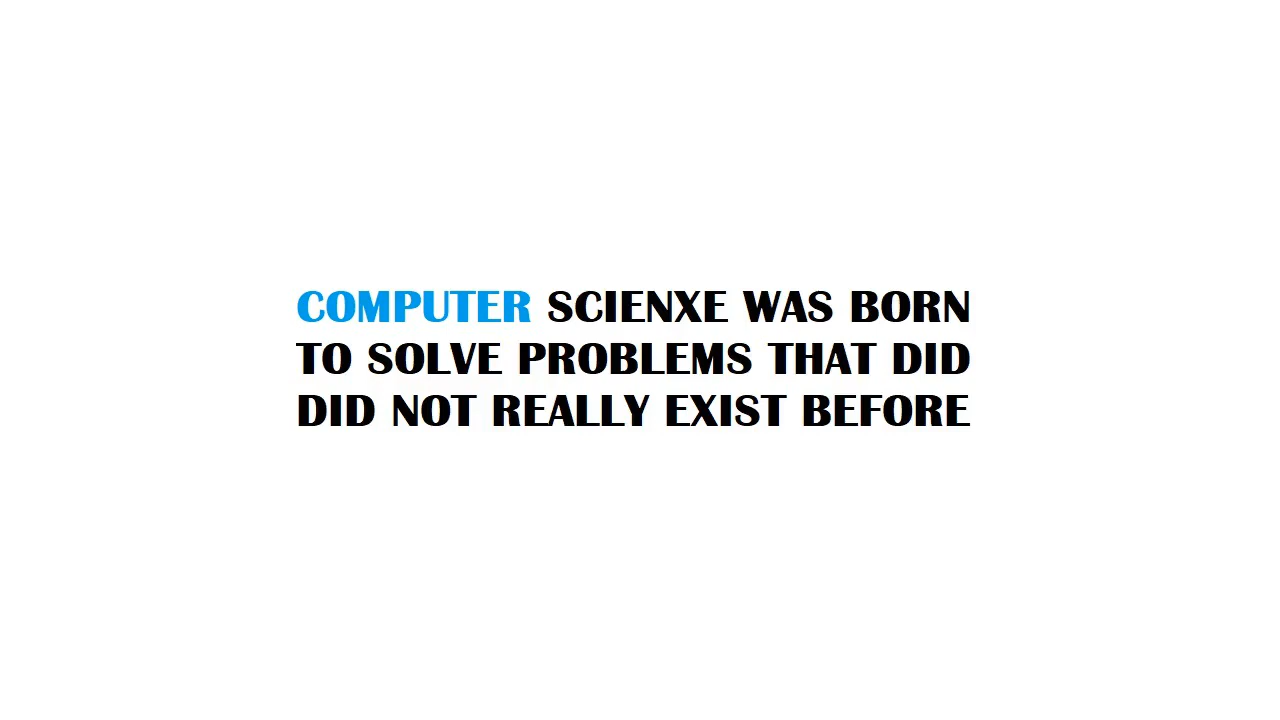 COMPUTER SCIENXE WAS BORN
TO SOLVE PROBLEMS THAT DID
DID NOT REALLY EXIST BEFORE